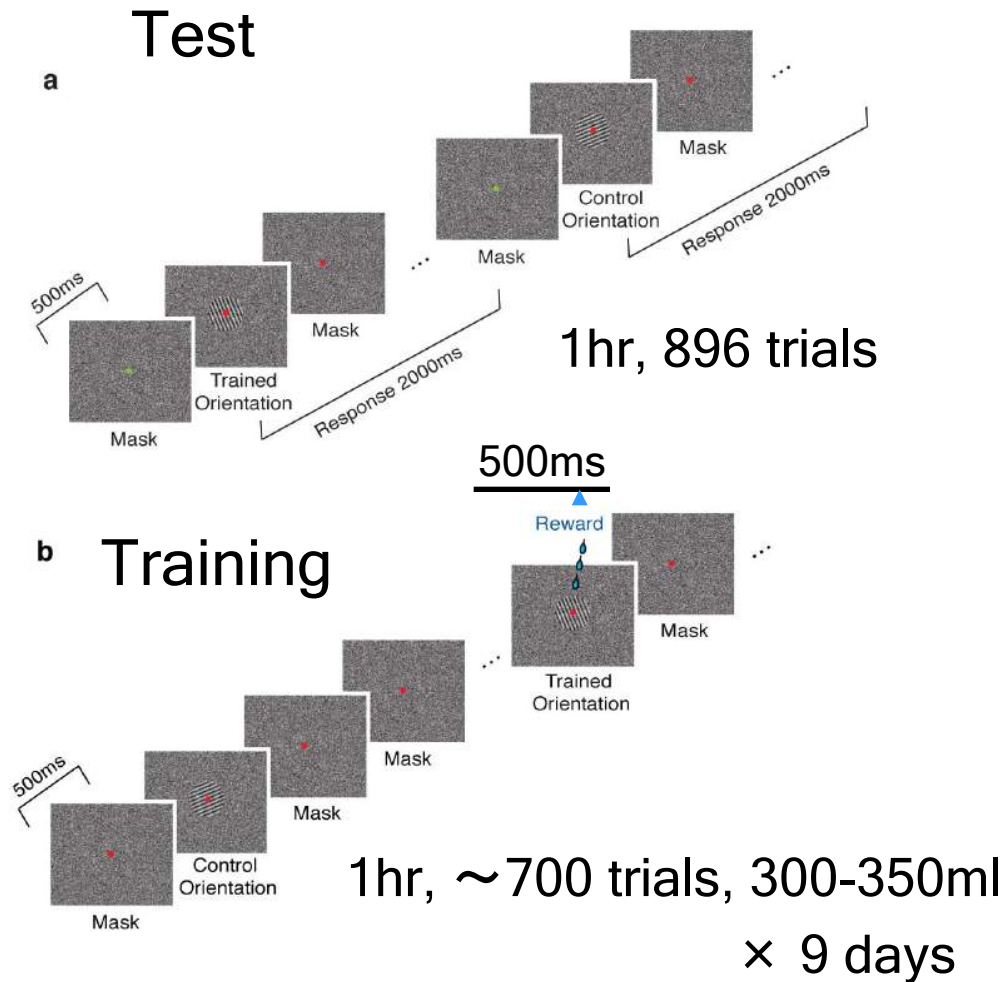 Test
a
Mask
...
Control
Orientation
Mask
Response 2000ms
500ms
Mask
Trained
Orientation
Mask
...
Response 2000ms
1hr, 896 trials
500ms
Reward
b
Training
Trained
Orientation
Mask
...
500ms
Mask
Control
Orientation
Mask
Mask
...
1hr, ～700 trials, 300-350ml
× 9 days